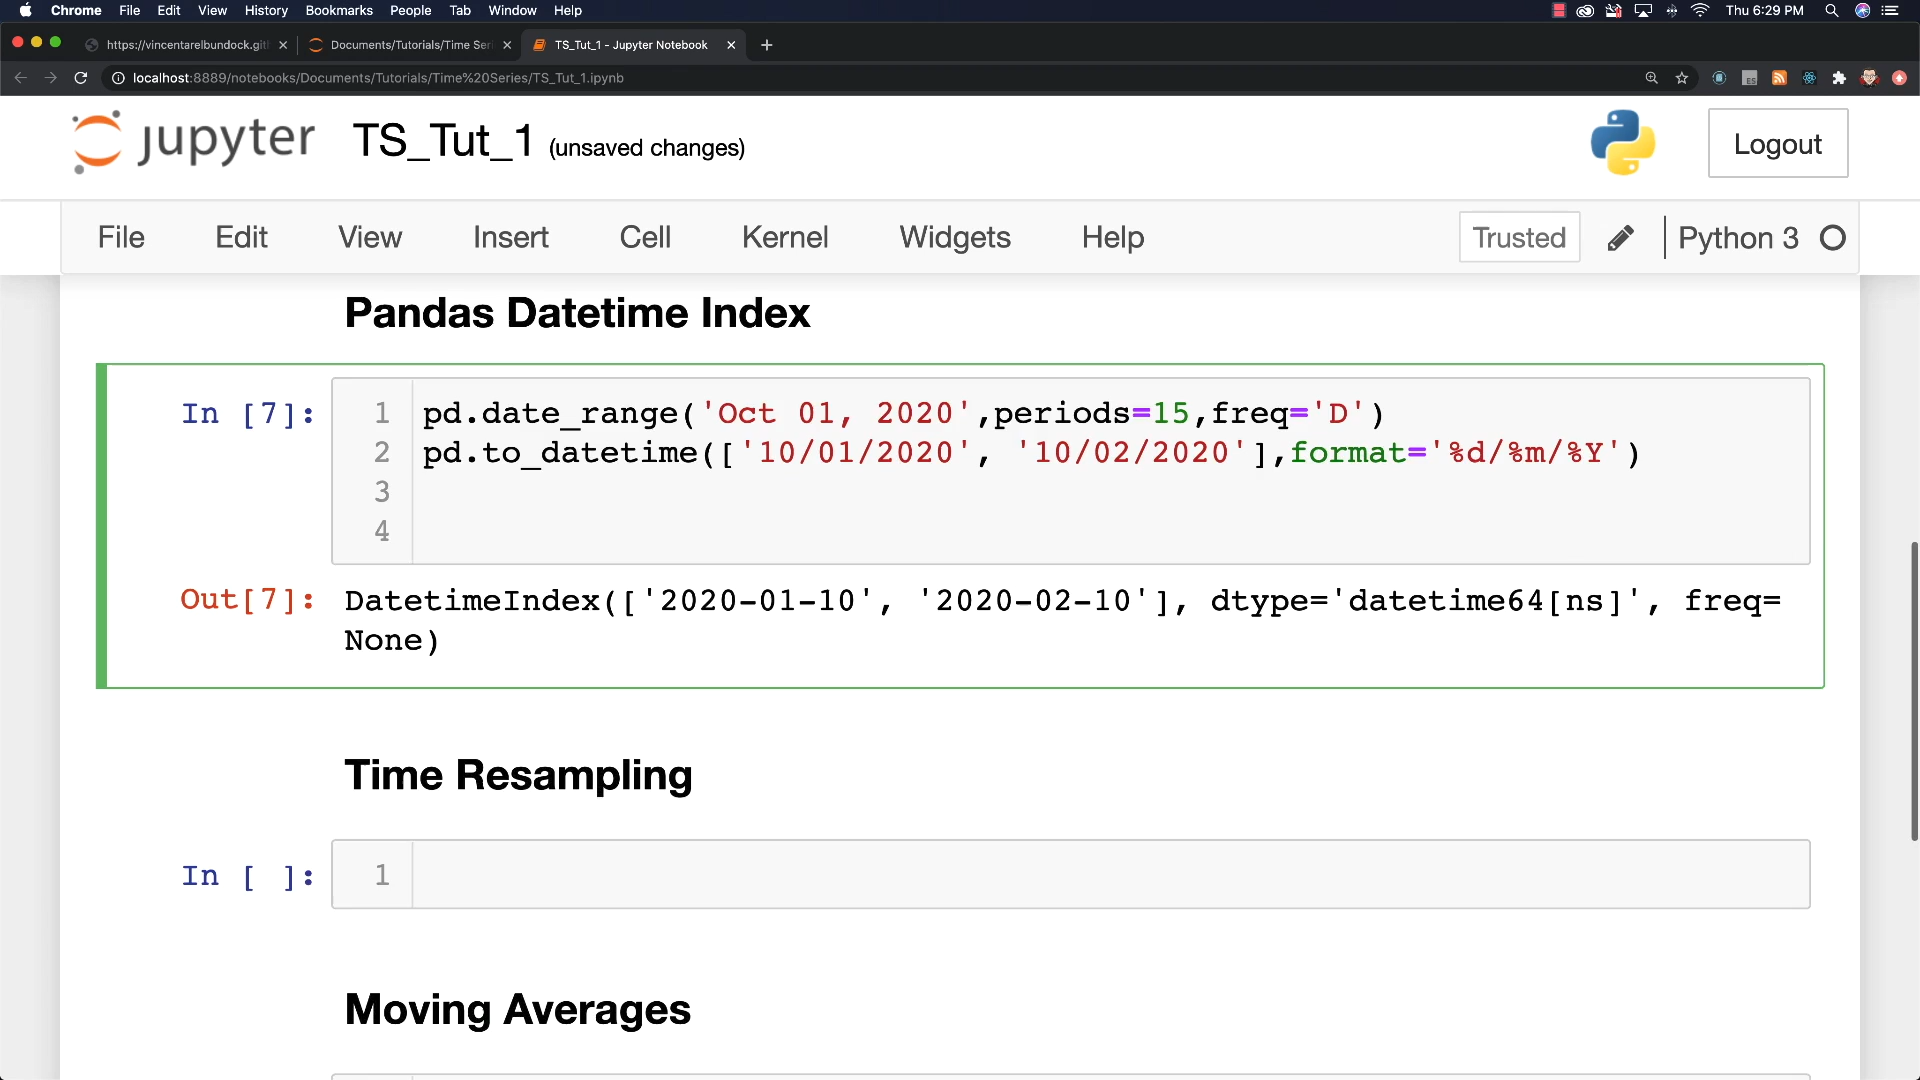 Chrome File Edit View History Bookmarks People Tab Window Help Thu 6:29 PM
https://vincentarelbundock.git Documents/Tutorials/Time Seri TS_Tut_1 - Jupyter Notebook
localhost:8889/notebooks/Documents/Tutorials/Time%20Series/TS_Tut_1.ipynb
jupyter TS_Tut_1 (unsaved changes) Logout
File Edit View Insert Cell Kernel Widgets Help Trusted Python 3
Pandas Datetime Index
In [7]: 1 pd.date_range('Oct 01, 2020',periods=15,freq='D')
2 pd.to_datetime(['10/01/2020', '10/02/2020'],format='%d/%m/%Y')
3
4
Out[7]: DatetimeIndex(['2020-01-10', '2020-02-10'], dtype='datetime64[ns]', freq=
None)
Time Resampling
In [ ]: 1
Moving Averages